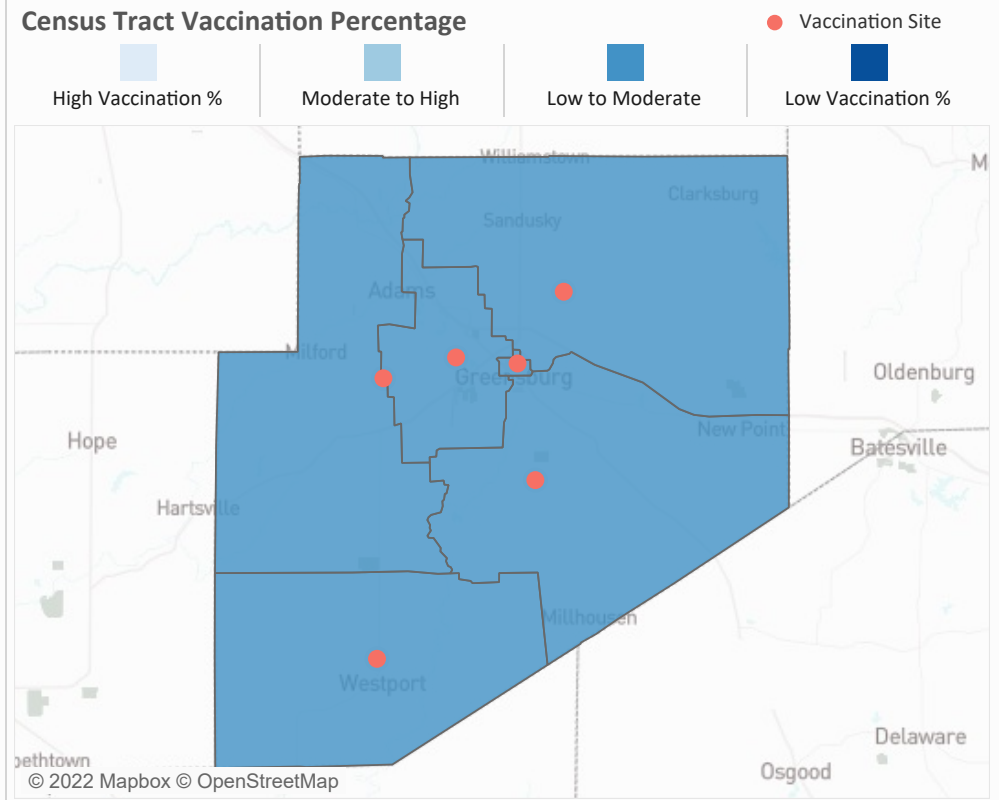 Census Tract Vaccination Percentage
Vaccination Site
High Vaccination %
Moderate to High
Low to Moderate
Low Vaccination %
Williamstown
M
Clarksburg
Sandusky
Adams
Milford
Greensburg
Oldenburg
New Point
Hope
Batesville
Hartsville
Millhousen
Westport
Delaware
bethtown
Osgood
© 2022 Mapbox © OpenStreetMap